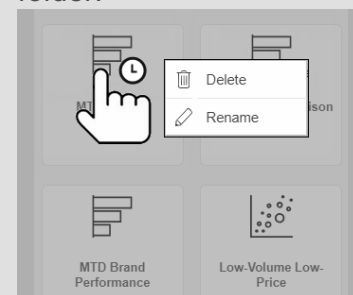 Delete
Rename
MTD Brand
Performance
Low-Volume Low-
Price